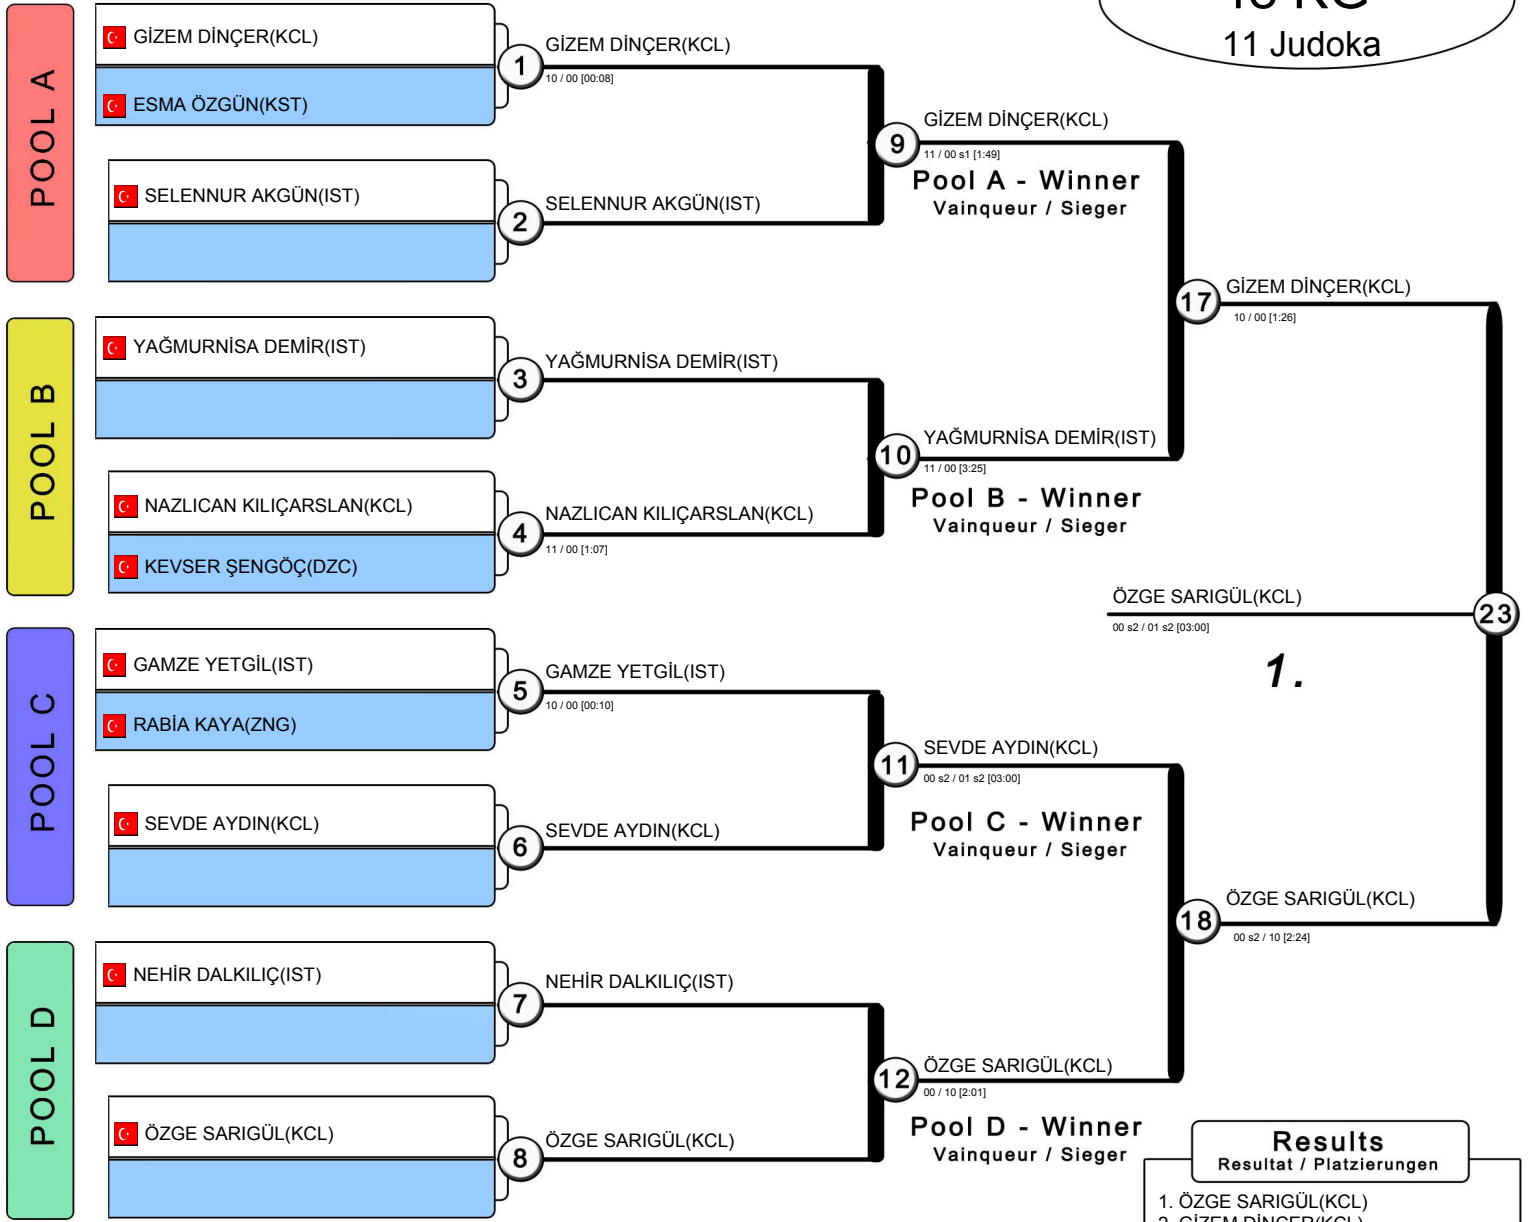 KG
11 Judoka
POOL A
GİZEM DİNÇER(KCL)
ESMA ÖZGÜN(KST)
1
GİZEM DİNÇER(KCL)
10 / 00 [00:08]
SELENNUR AKGÜN(IST)
2
SELENNUR AKGÜN(IST)
9
GİZEM DİNÇER(KCL)
11 / 00 s1 [1:49]
Pool A - Winner
Vainqueur / Sieger
POOL B
YAĞMURNİSA DEMİR(IST)
3
YAĞMURNİSA DEMİR(IST)
NAZLICAN KILIÇARSLAN(KCL)
KEVSER ŞENGÖÇ(DZC)
4
NAZLICAN KILIÇARSLAN(KCL)
11 / 00 [1:07]
10
YAĞMURNİSA DEMİR(IST)
11 / 00 [3:25]
Pool B - Winner
Vainqueur / Sieger
17
GİZEM DİNÇER(KCL)
10 / 00 [1:26]
POOL C
GAMZE YETGİL(IST)
RABİA KAYA(ZNG)
5
GAMZE YETGİL(IST)
10 / 00 [00:10]
SEVDE AYDIN(KCL)
6
SEVDE AYDIN(KCL)
11
SEVDE AYDIN(KCL)
00 s2 / 01 s2 [03:00]
Pool C - Winner
Vainqueur / Sieger
POOL D
NEHİR DALKILIÇ(IST)
7
NEHİR DALKILIÇ(IST)
ÖZGE SARIGÜL(KCL)
8
ÖZGE SARIGÜL(KCL)
12
ÖZGE SARIGÜL(KCL)
00 / 10 [2:01]
Pool D - Winner
Vainqueur / Sieger
18
ÖZGE SARIGÜL(KCL)
00 s2 / 10 [2:24]
23
ÖZGE SARIGÜL(KCL)
00 s2 / 01 s2 [03:00]
1.
Results
Resultat / Platzierungen
1. ÖZGE SARIGÜL(KCL)
2. GİZEM DİNÇER(KCL)